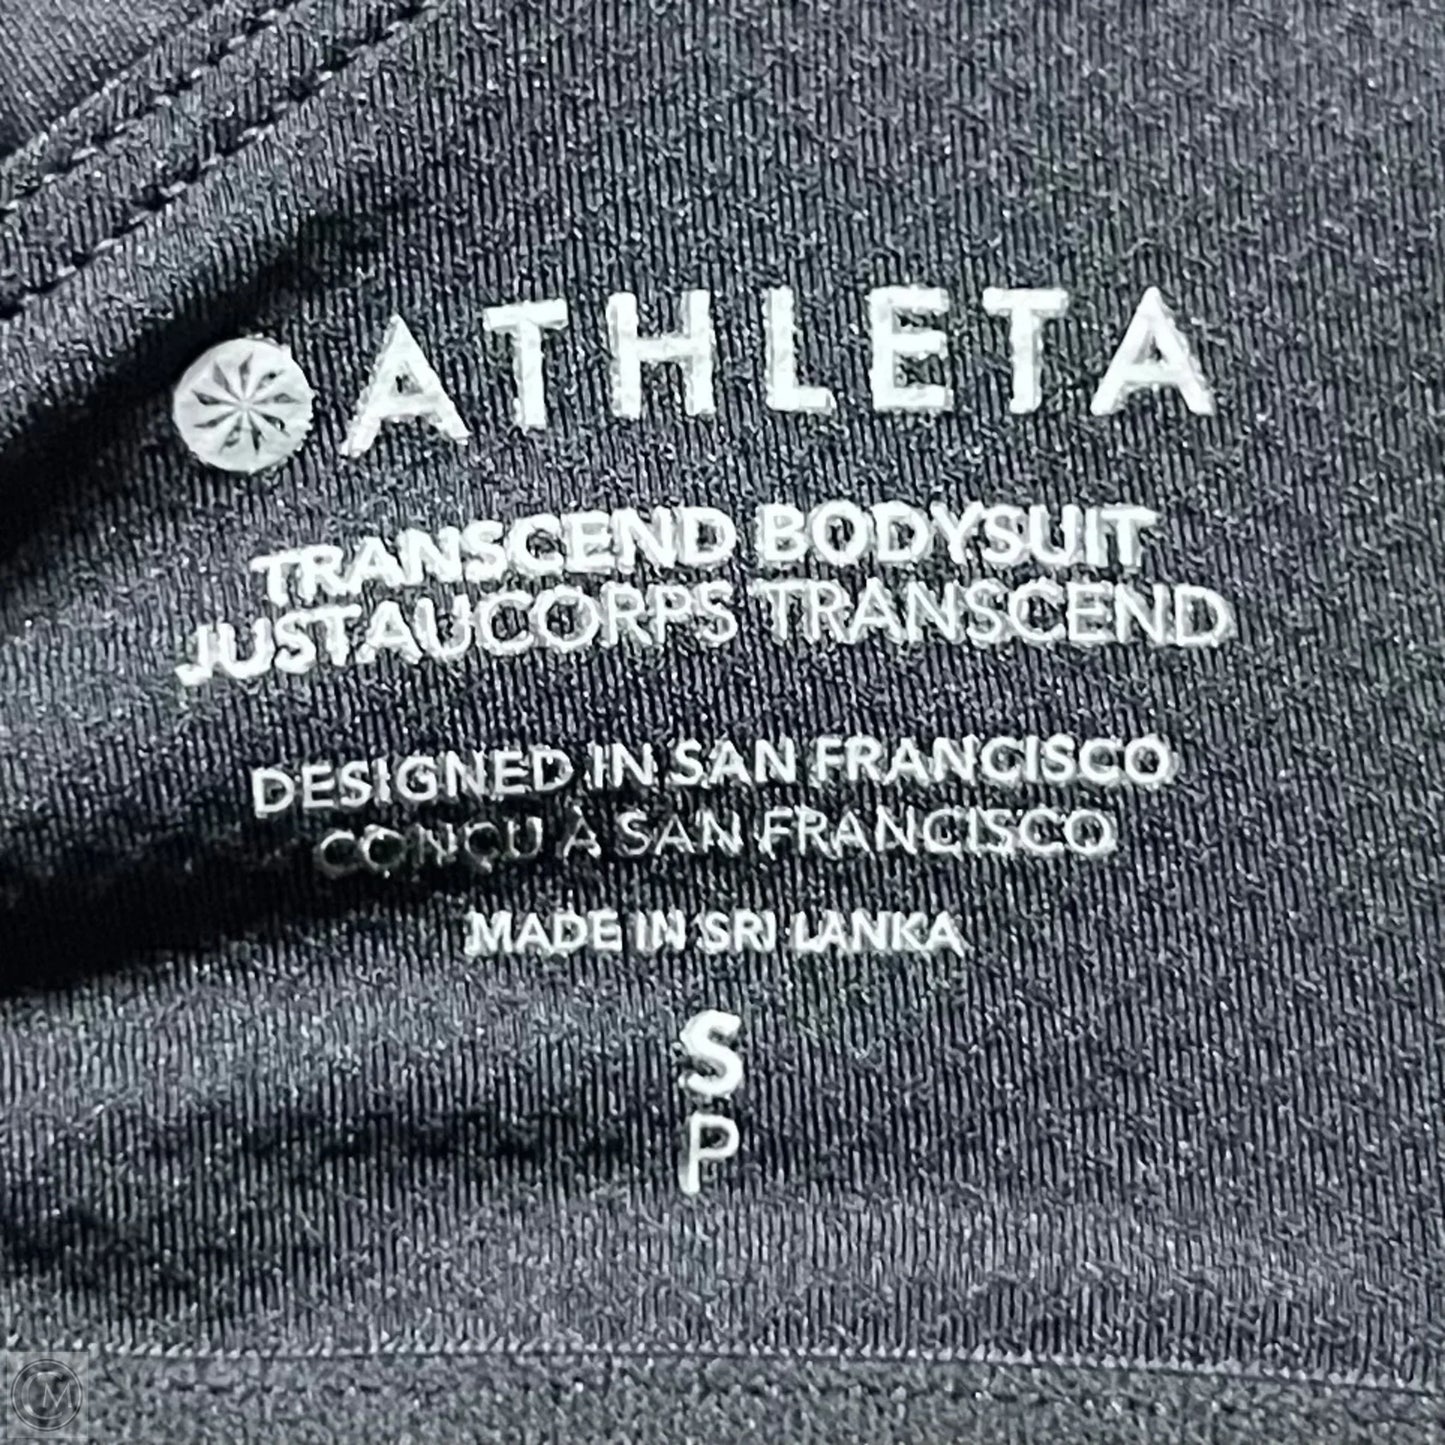 ATHLETA
TRANSCEND BODYSUIT
JUSTAUCORPS TRANSCEND
DESIGNED IN SAN FRANCISCO
CONÇU À SAN FRANCISCO
MADE IN SRI LANKA
S
P